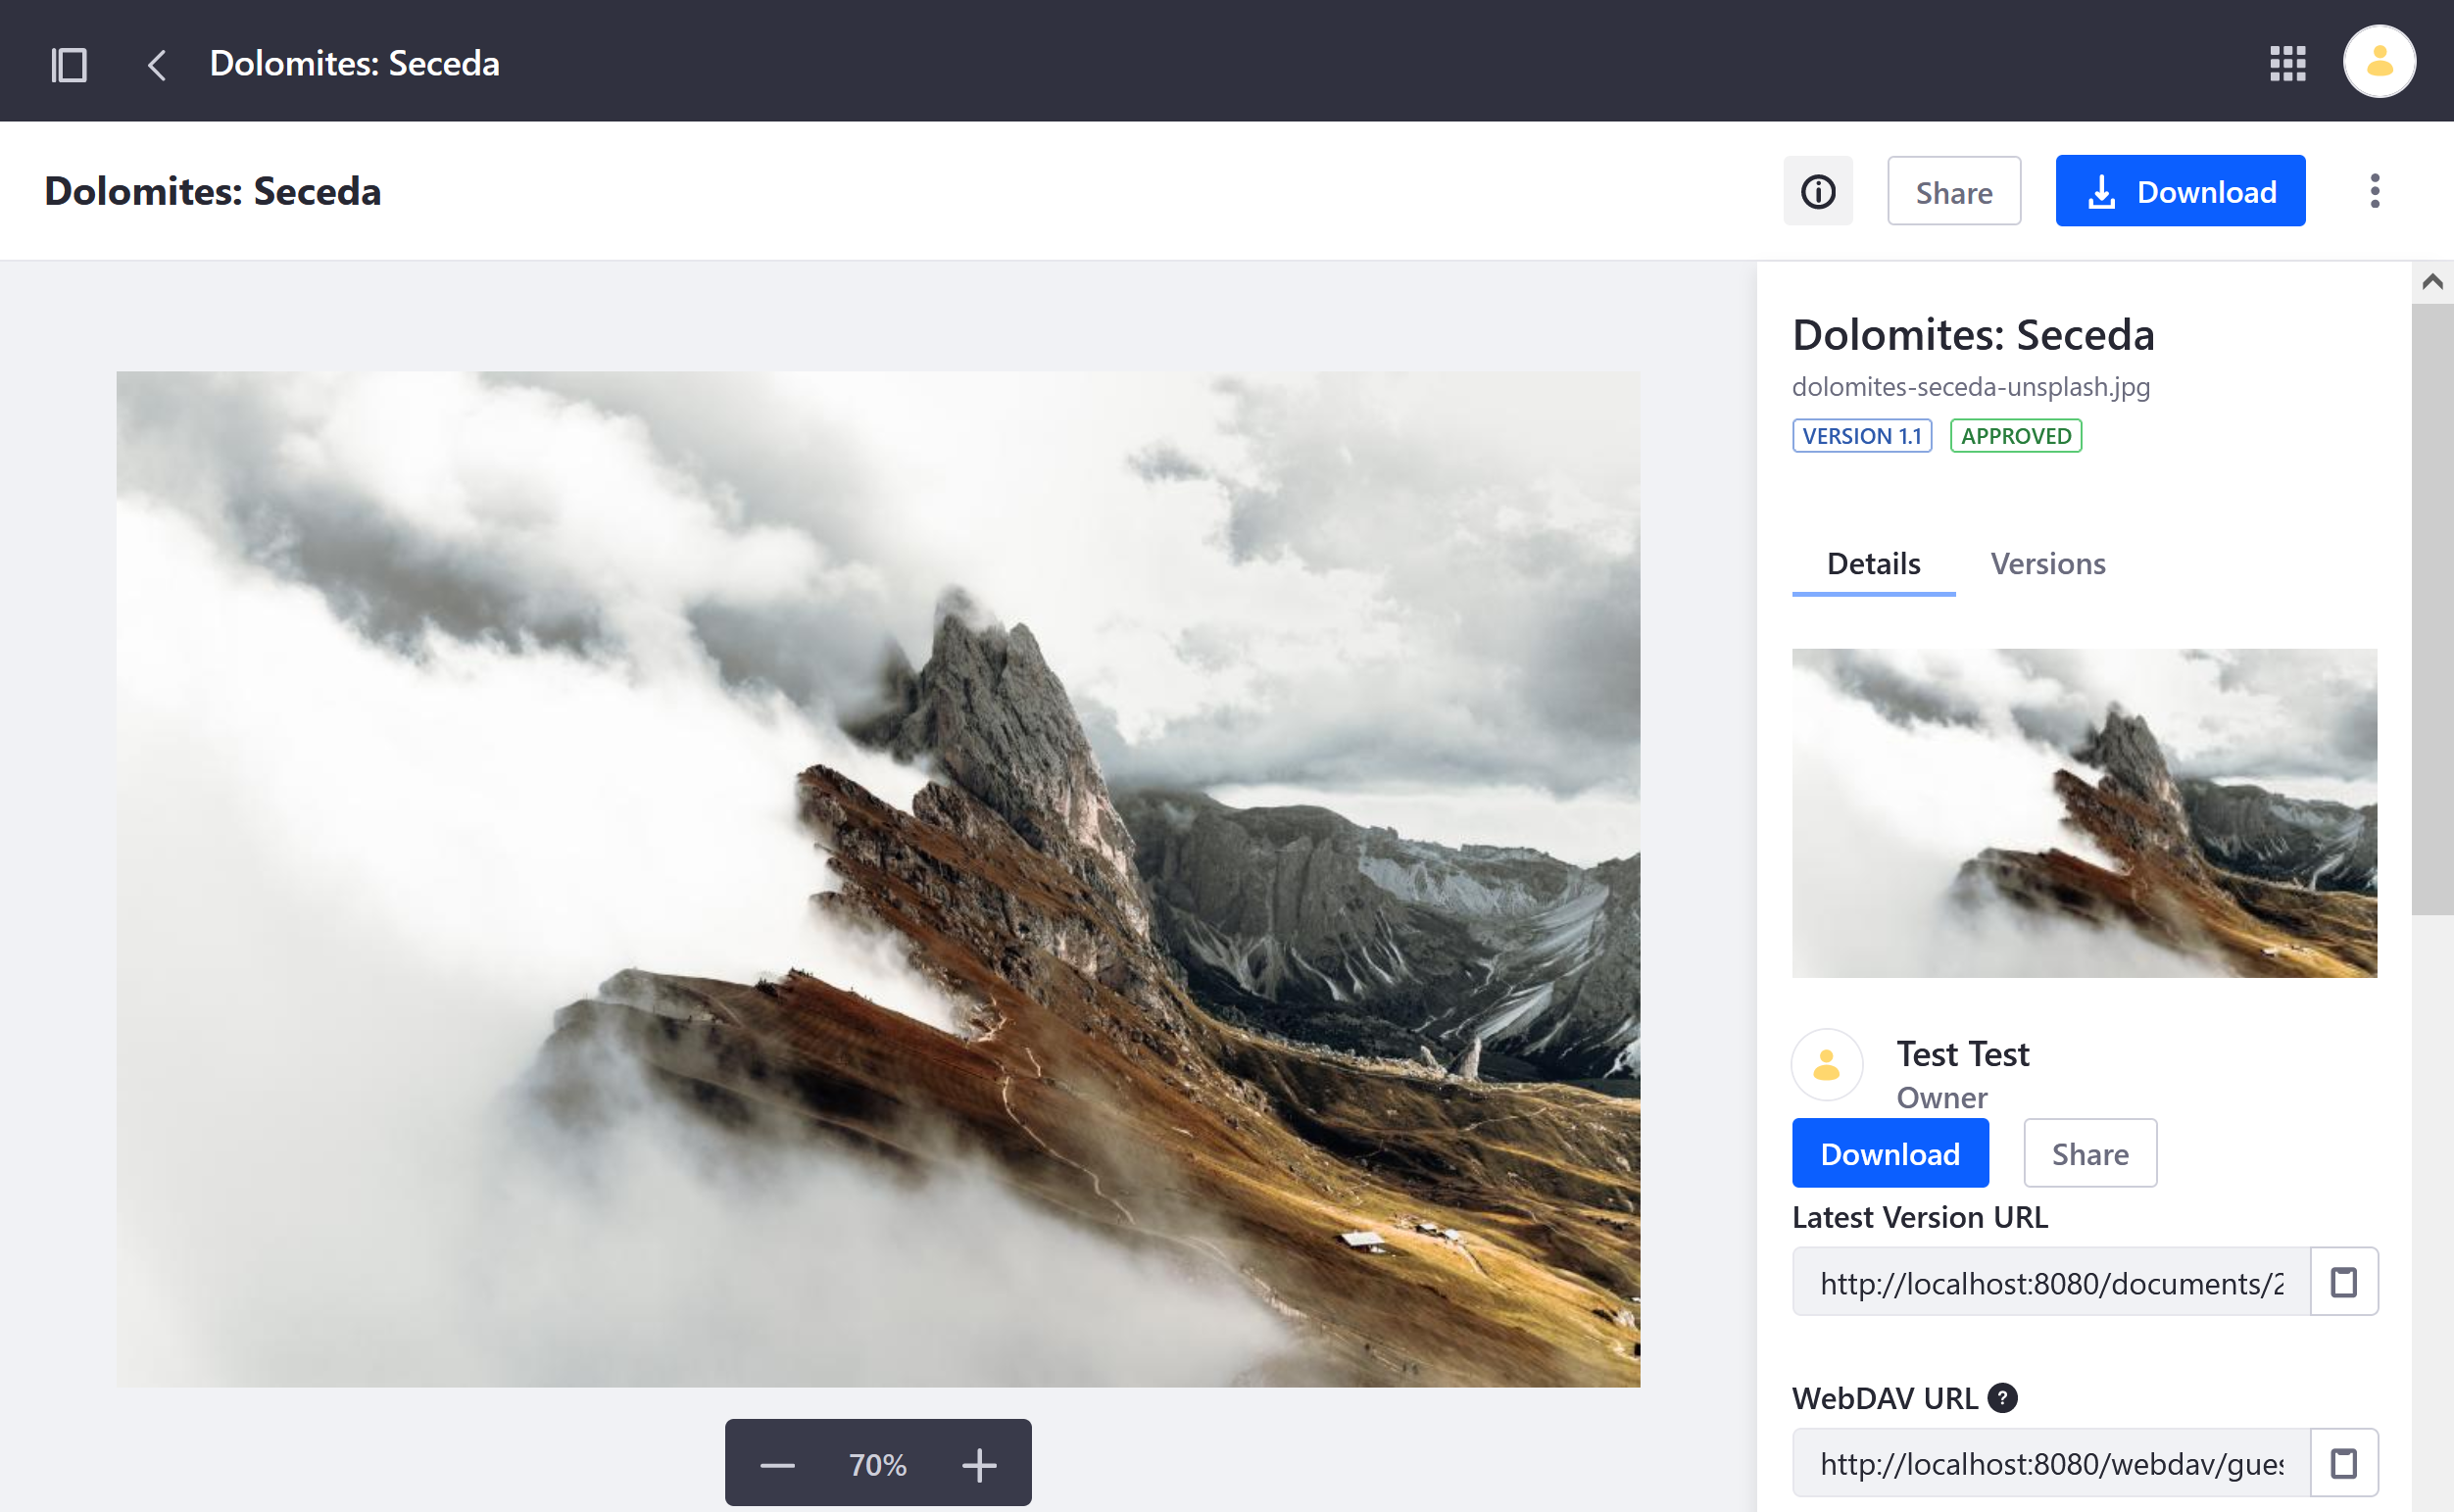 Dolomites: Seceda
Dolomites: Seceda
Share
Download
Dolomites: Seceda
dolomites-seceda-unsplash.jpg
VERSION 1.1 APPROVED
Details Versions
Test Test
Owner
Download Share
Latest Version URL
http://localhost:8080/documents/2
WebDAV URL ?
http://localhost:8080/webdav/gues
70%